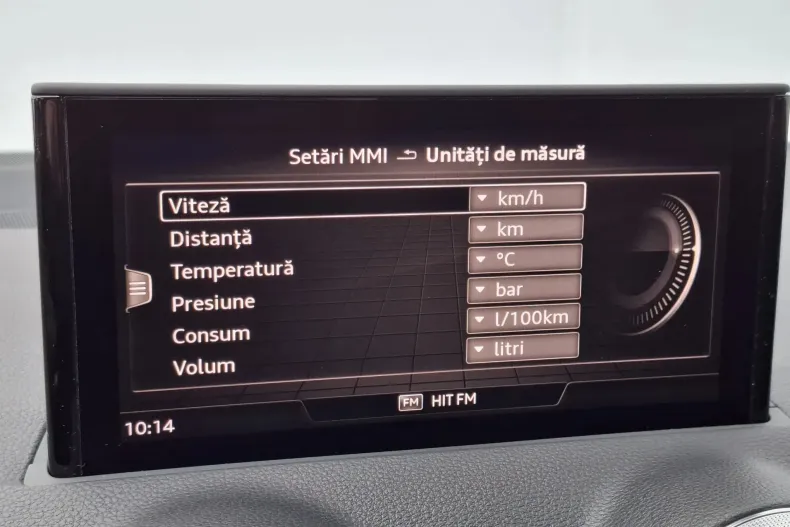 Setări MMI Unități de măsură
Viteză km/h
Distanță km
Temperatură °C
Presiune bar
Consum l/100km
Volum litri
FM HIT FM
10:14